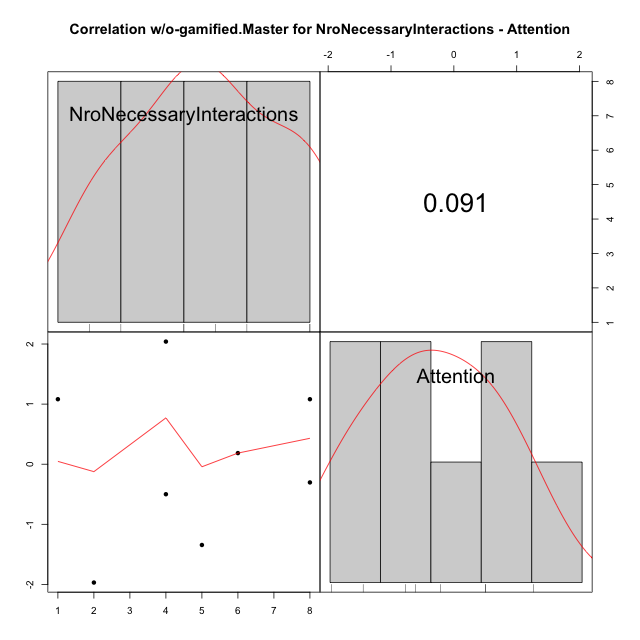 Correlation w/o-gamified.Master for NroNecessaryInteractions - Attention
-2 -1 0 1 2
NroNecessaryInteractions
0.091
8
7
6
5
4
3
2
1
2
1
0
-1
-2
Attention
1 2 3 4 5 6 7 8